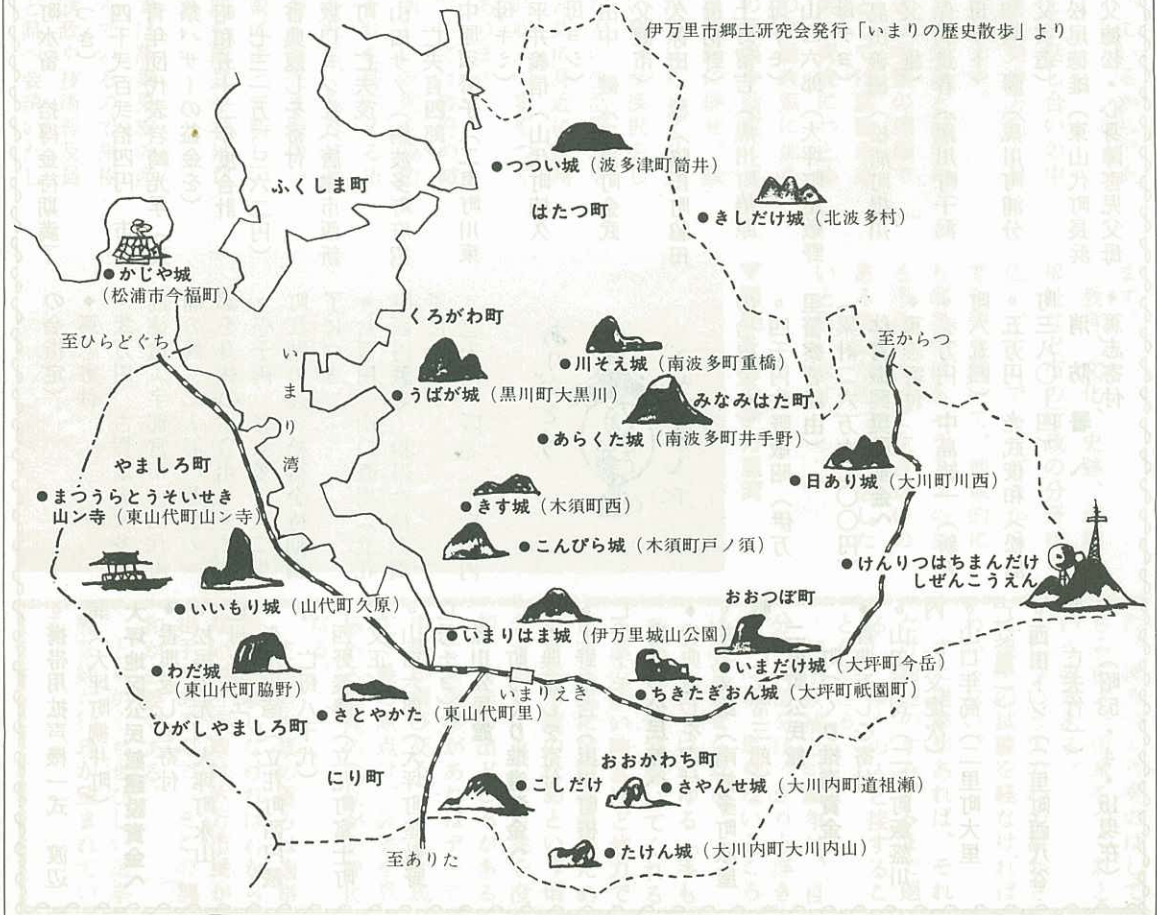 伊万里市郷土研究会発行「いまりの歴史散歩」より
●つつい城（波多津町筒井）
ふくしま町
はたつ町
●きしだけ城（北波多村）
●かじや城
（松浦市今福町）
くろがわ町
至ひらどぐち
至からつ
いまり湾
●川そえ城（南波多町重橋）
●うばが城（黒川町大黒川）
みなみはた町
●あらくた城（南波多町井手野）
やましろ町
●日あり城（大川町川西）
●まつうらとうそいせき
山ン寺（東山代町山ン寺）
●きす城（木須町西）
●こんぴら城（木須町戸ノ須）
●けんりつはちまんだけ
しぜんこうえん
おおつぼ町
●いいもり城（山代町久原）
●いまりはま城（伊万里城山公園）
●わだ城
（東山代町脇野）
●いまだけ城（大坪町今岳）
いまりえき
●ちきたぎおん城（大坪町祇園町）
●さとやかた（東山代町里）
ひがしやましろ町
にり町
おおかわち町
●こしだけ
●さやんせ城（大川内町道祖瀬）
至ありた
●たけん城（大川内町大川内山）